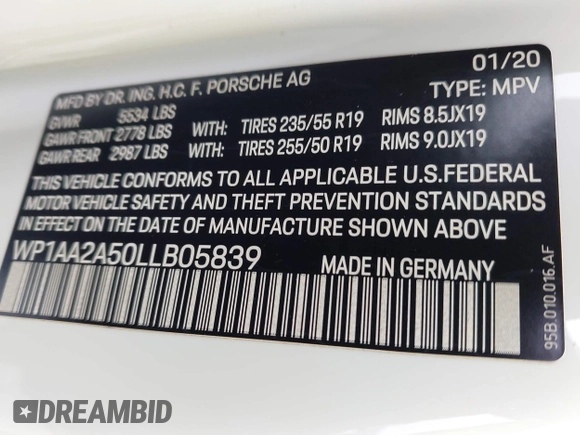 MFD BY DR. ING. H.C. F. PORSCHE AG 01/20
GVWR 5534 LBS TYPE: MPV
GAWR FRONT 2778 LBS WITH: TIRES 235/55 R19 RIMS 8.5JX19
GAWR REAR 2987 LBS WITH: TIRES 255/50 R19 RIMS 9.0JX19
THIS VEHICLE CONFORMS TO ALL APPLICABLE U.S.FEDERAL
MOTOR VEHICLE SAFETY AND THEFT PREVENTION STANDARDS
IN EFFECT ON THE DATE OF MANUFACTURE SHOWN ABOVE
WP1AA2A50LLB05839 MADE IN GERMANY
95B.010.016.AF
DREAMBID